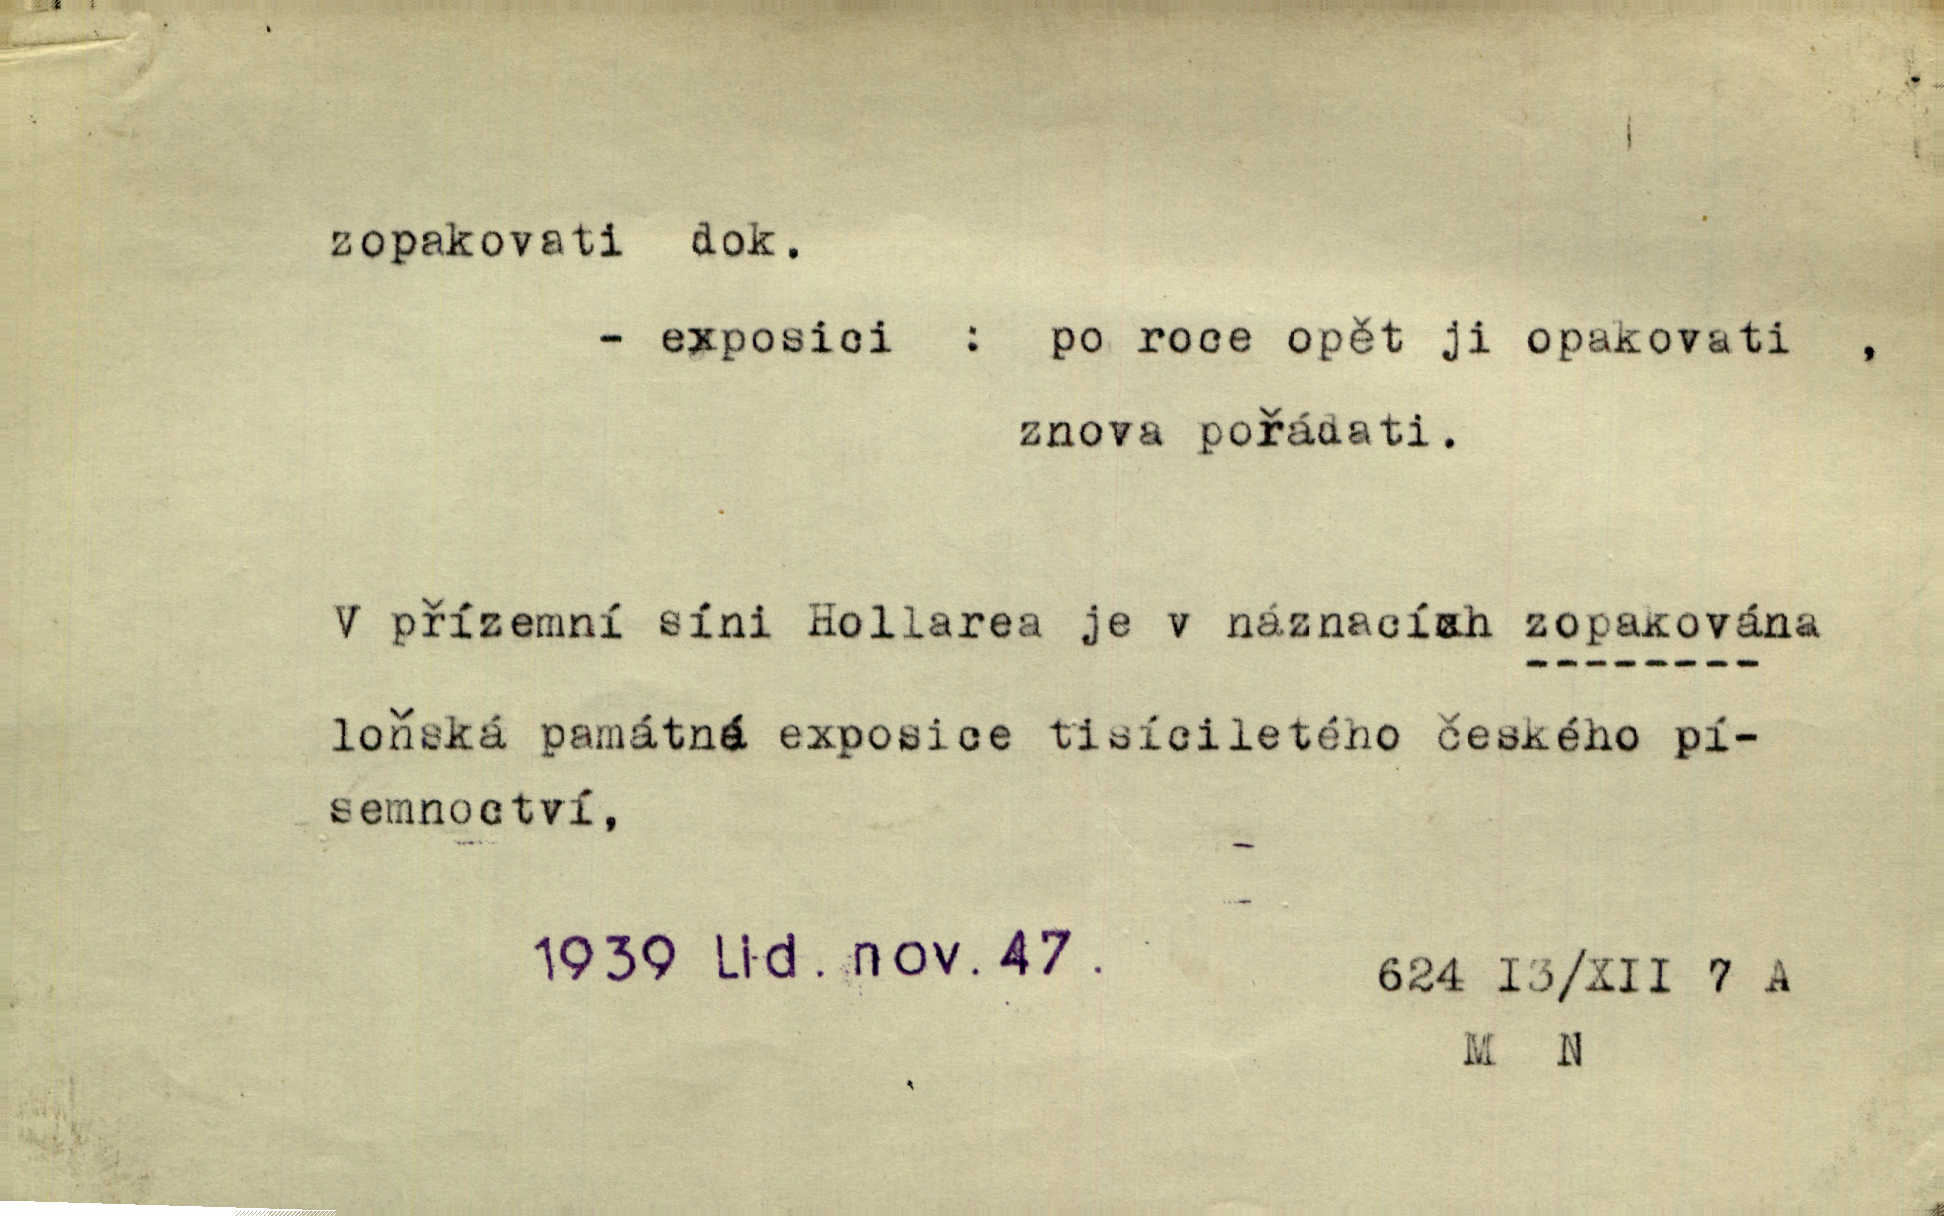 zopakovati dok.
- exposici : po roce opět ji opakovati ,
znova pořádati.
V přízemní síni Hollarea je v náznacích zopakována
loňská památná exposice tisíciletého českého pí-
semnoctví,
1939 Lid. nov. 47.
624 I3/XII 7 A
M N